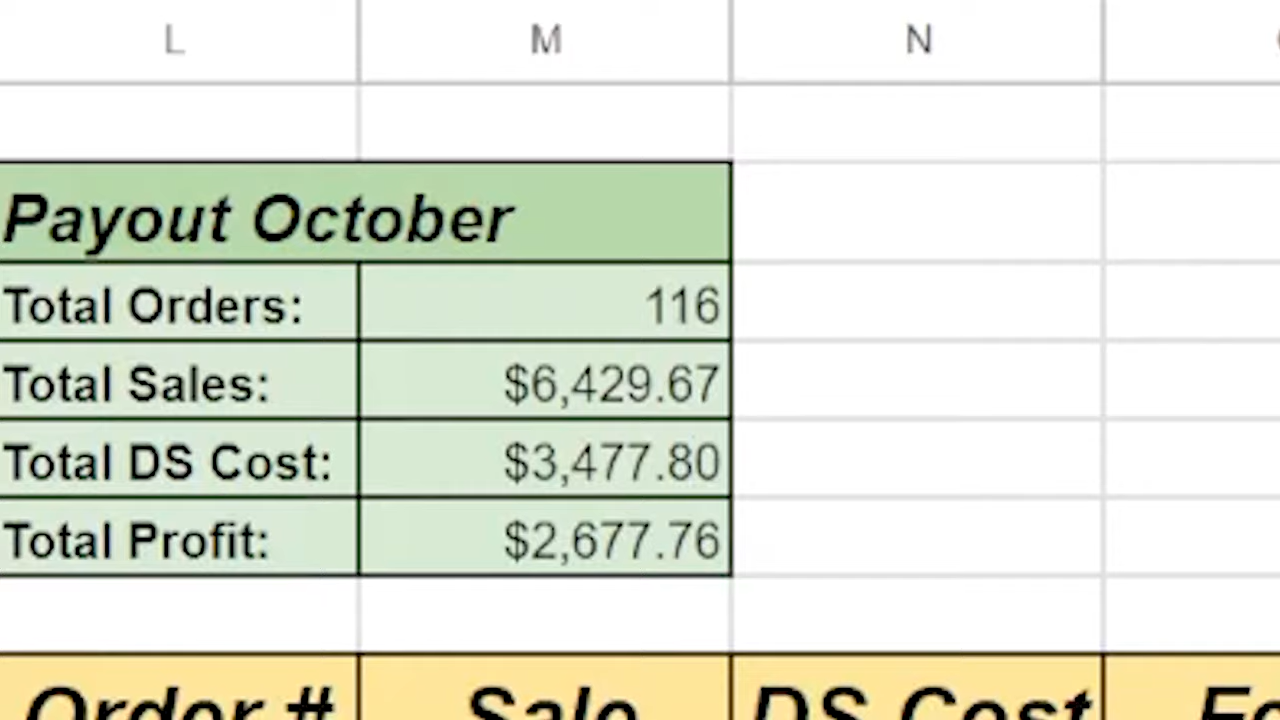 L M N
Payout October
Total Orders: 116
Total Sales: $6,429.67
Total DS Cost: $3,477.80
Total Profit: $2,677.76
Order # Sale DS Cost